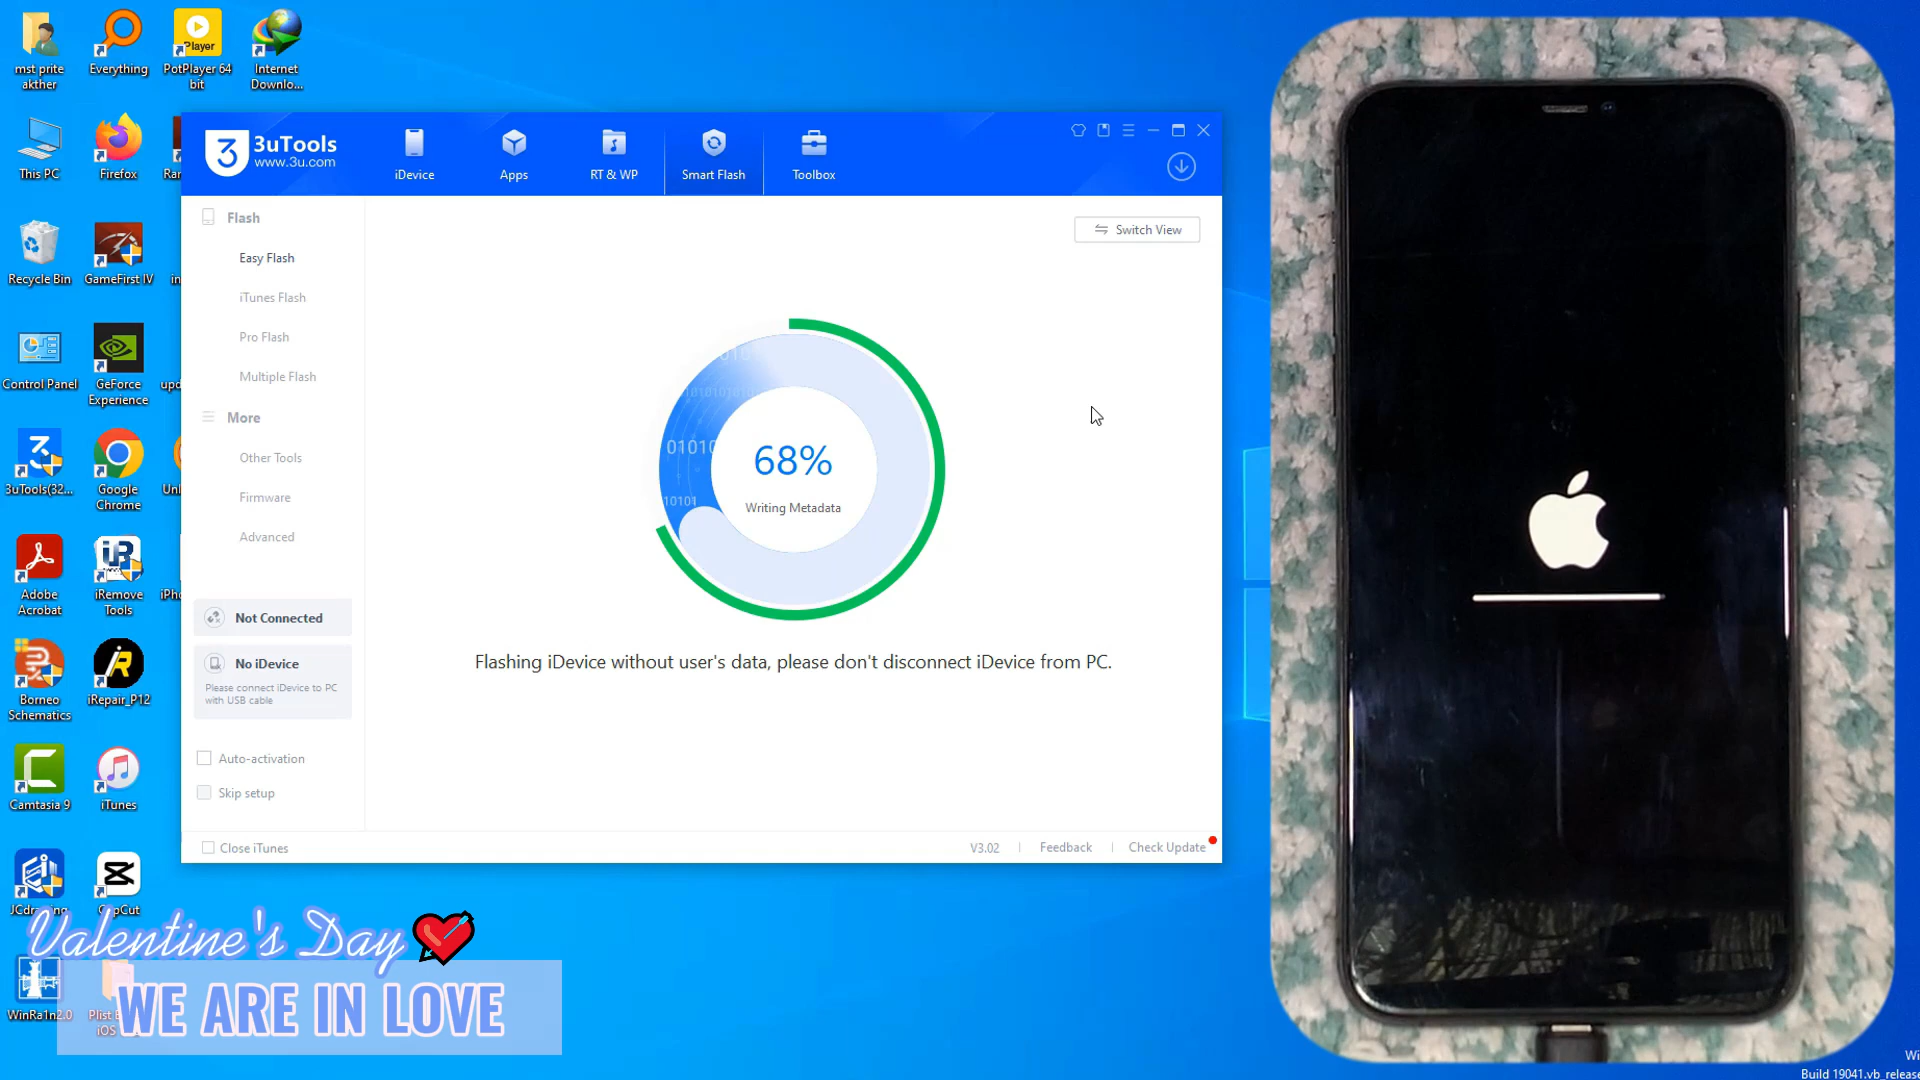 mst prite
akther
Everything
Player
PotPlayer 64
bit
Internet
Downlo...
This PC
Firefox
Recycle Bin
GameFirst IV
Control Panel
GeForce
Experience
3uTools(32...
Google
Chrome
Adobe
Acrobat
iRemove
Tools
Borneo
Schematics
iRepair_P12
Camtasia 9
iTunes
CapCut
WinRa1n2.0
3uTools
www.3u.com
iDevice
Apps
RT & WP
Smart Flash
Toolbox
Flash
Easy Flash
iTunes Flash
Pro Flash
Multiple Flash
More
Other Tools
Firmware
Advanced
Not Connected
No iDevice
Please connect iDevice to PC
with USB cable
Auto-activation
Skip setup
Close iTunes
Switch View
68%
Writing Metadata
Flashing iDevice without user's data, please don't disconnect iDevice from PC.
V3.02
Feedback
Check Update
Valentine's Day
WE ARE IN LOVE
Build 19041.vb_release